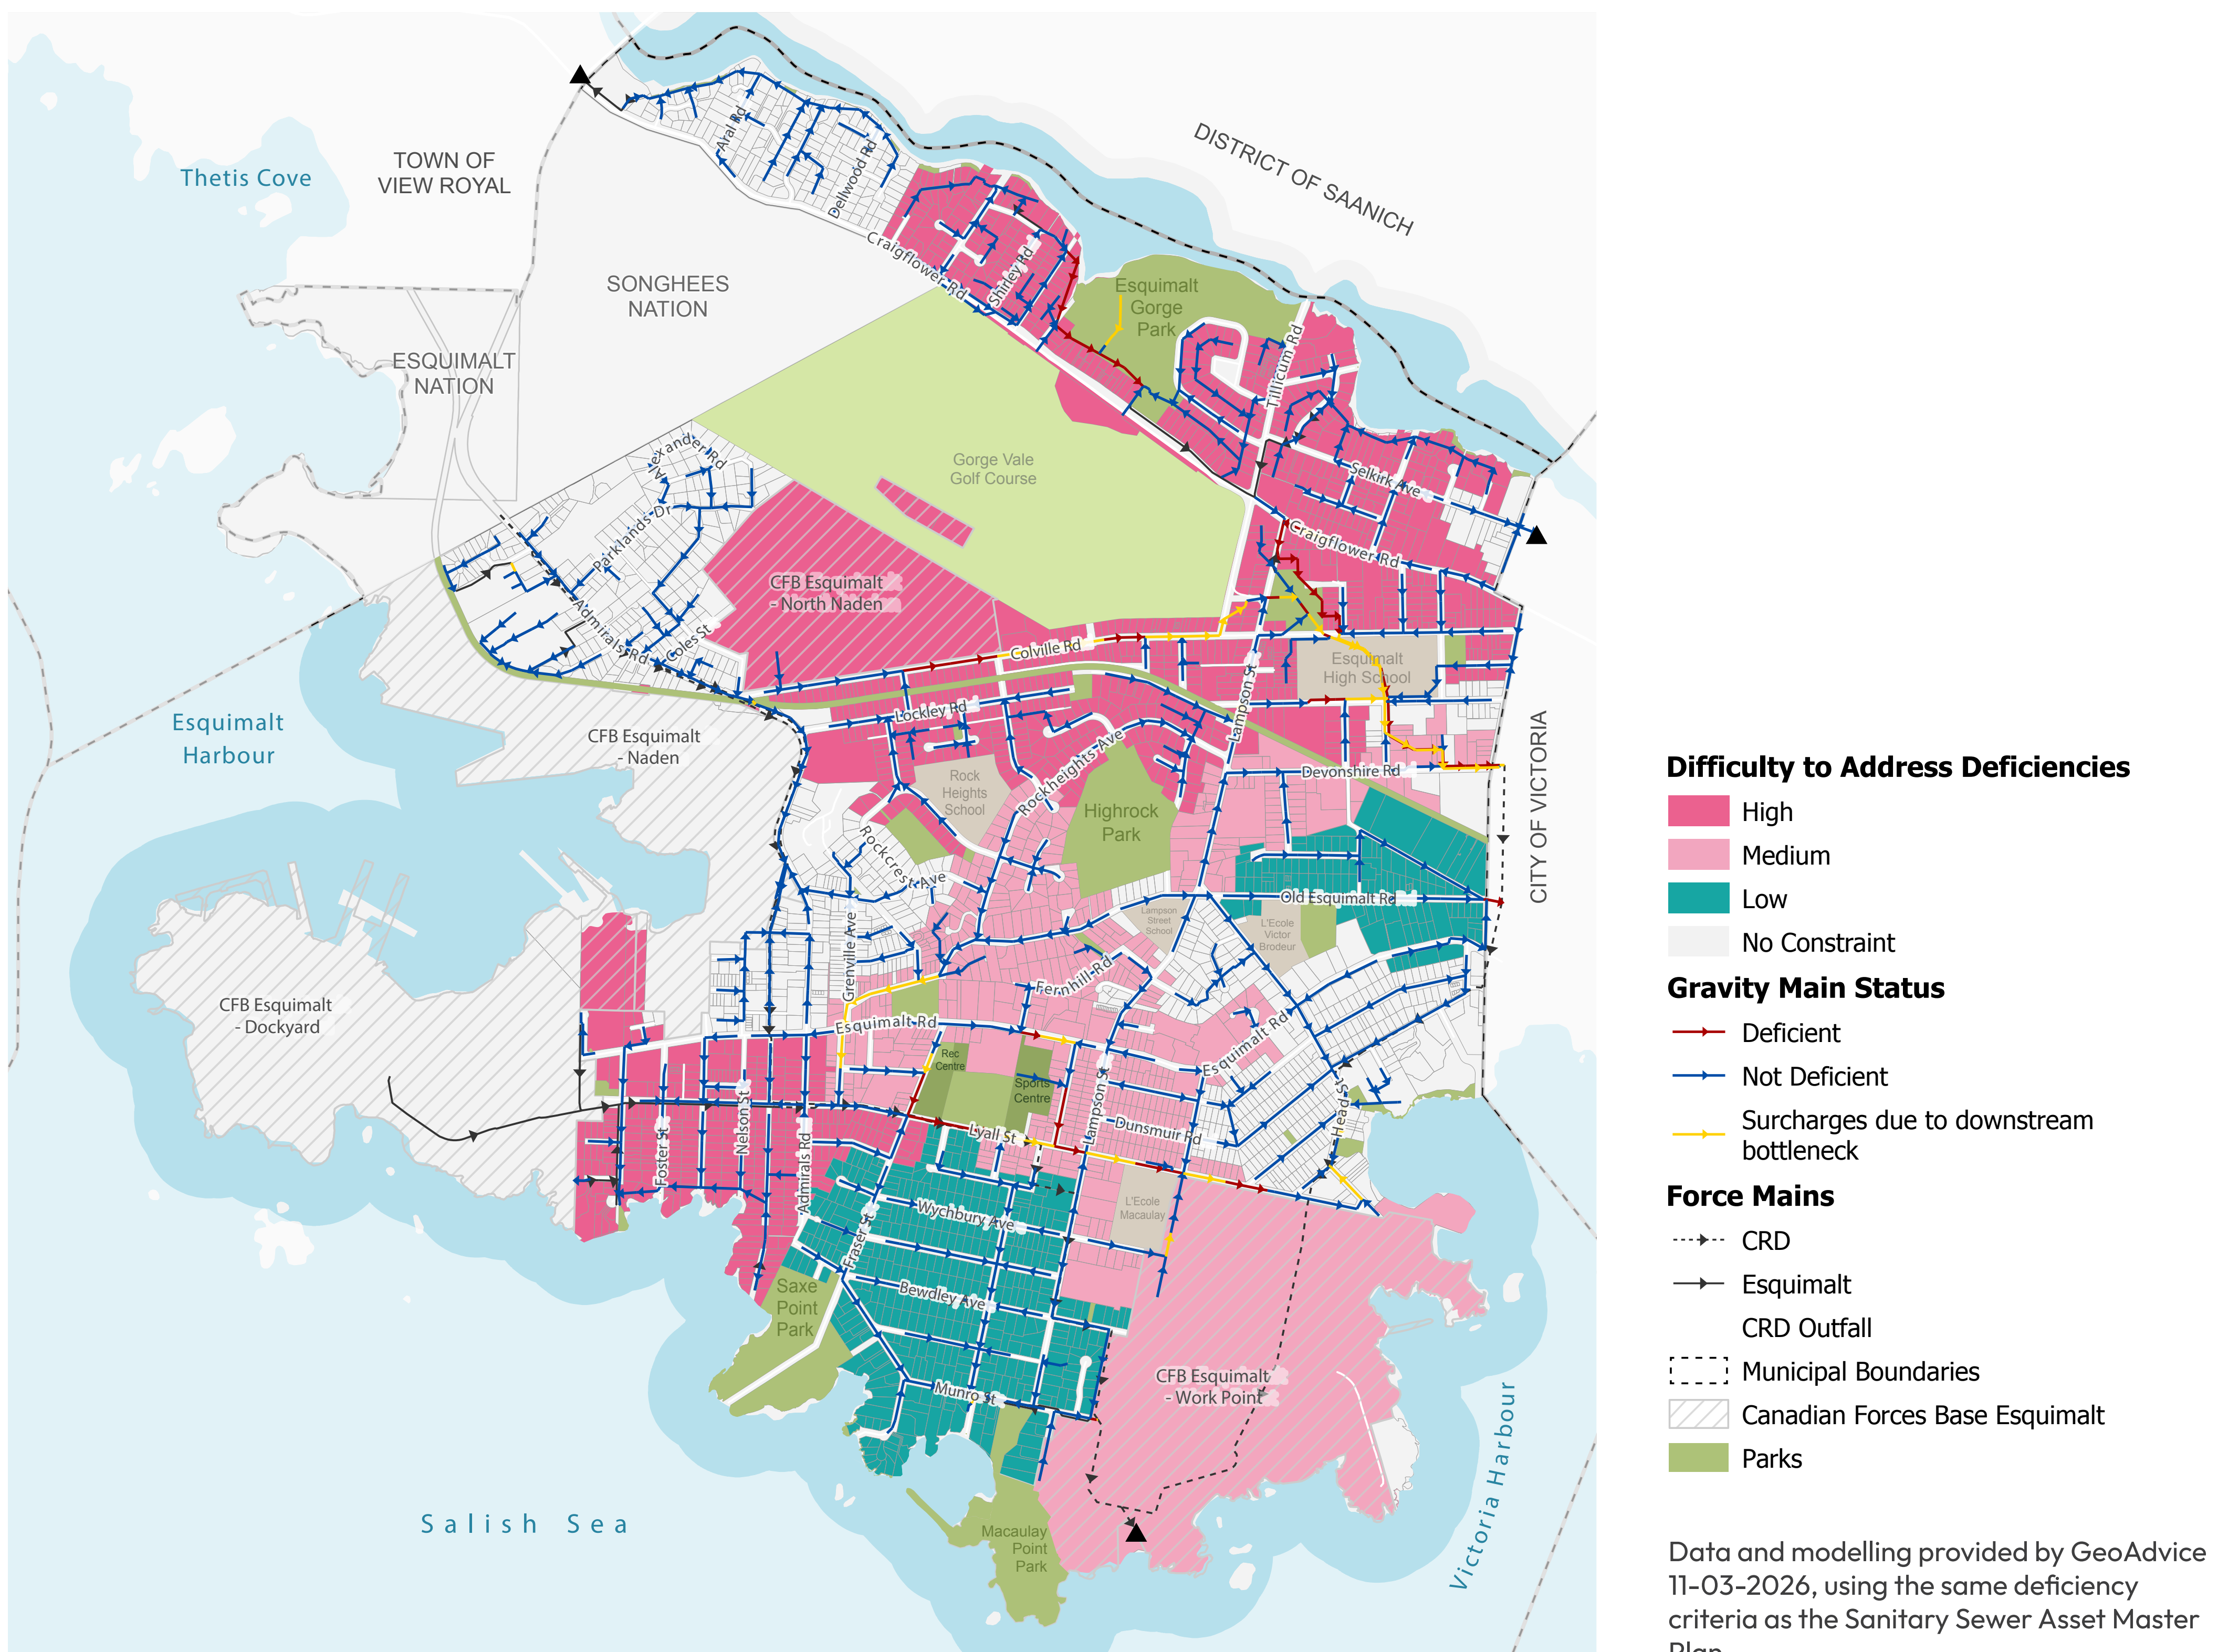 DISTRICT OF SAANICH
Thetis Cove
TOWN OF
VIEW ROYAL
Aral Rd
Dellwood Rd
Craigflower Rd
Shirley Rd
SONGHEES
NATION
Esquimalt
Gorge
Park
Tillicum Rd
ESQUIMALT
NATION
Alexander Rd
Gorge Vale
Golf Course
Selkirk Ave
Parklands Dr
Craigflower Rd
CFB Esquimalt
- North Naden
Admirals Rd
Coles St
Colville Rd
Esquimalt
High School
Lampson St
Esquimalt
Harbour
CFB Esquimalt
- Naden
Lockley Rd
Rockheights Ave
Rock
Heights
School
Highrock
Park
Devonshire Rd
CITY OF VICTORIA
Rockcrest Ave
Old Esquimalt Rd
Lampson
Street
School
L'Ecole
Victor
Brodeur
Grenville Ave
Fernhill Rd
CFB Esquimalt
- Dockyard
Esquimalt Rd
Esquimalt Rd
Rec
Centre
Sports
Centre
Head St
Lampson St
Lyall St
Dunsmuir Rd
Foster St
Nelson St
Admirals Rd
L'Ecole
Macaulay
Wychbury Ave
Fraser St
Bewdley Ave
Saxe
Point
Park
Munro St
CFB Esquimalt
- Work Point
Salish Sea
Macaulay
Point
Park
Victoria Harbour
Difficulty to Address Deficiencies
High
Medium
Low
No Constraint
Gravity Main Status
Deficient
Not Deficient
Surcharges due to downstream
bottleneck
Force Mains
CRD
Esquimalt
CRD Outfall
Municipal Boundaries
Canadian Forces Base Esquimalt
Parks
Data and modelling provided by GeoAdvice
11-03-2026, using the same deficiency
criteria as the Sanitary Sewer Asset Master
Plan